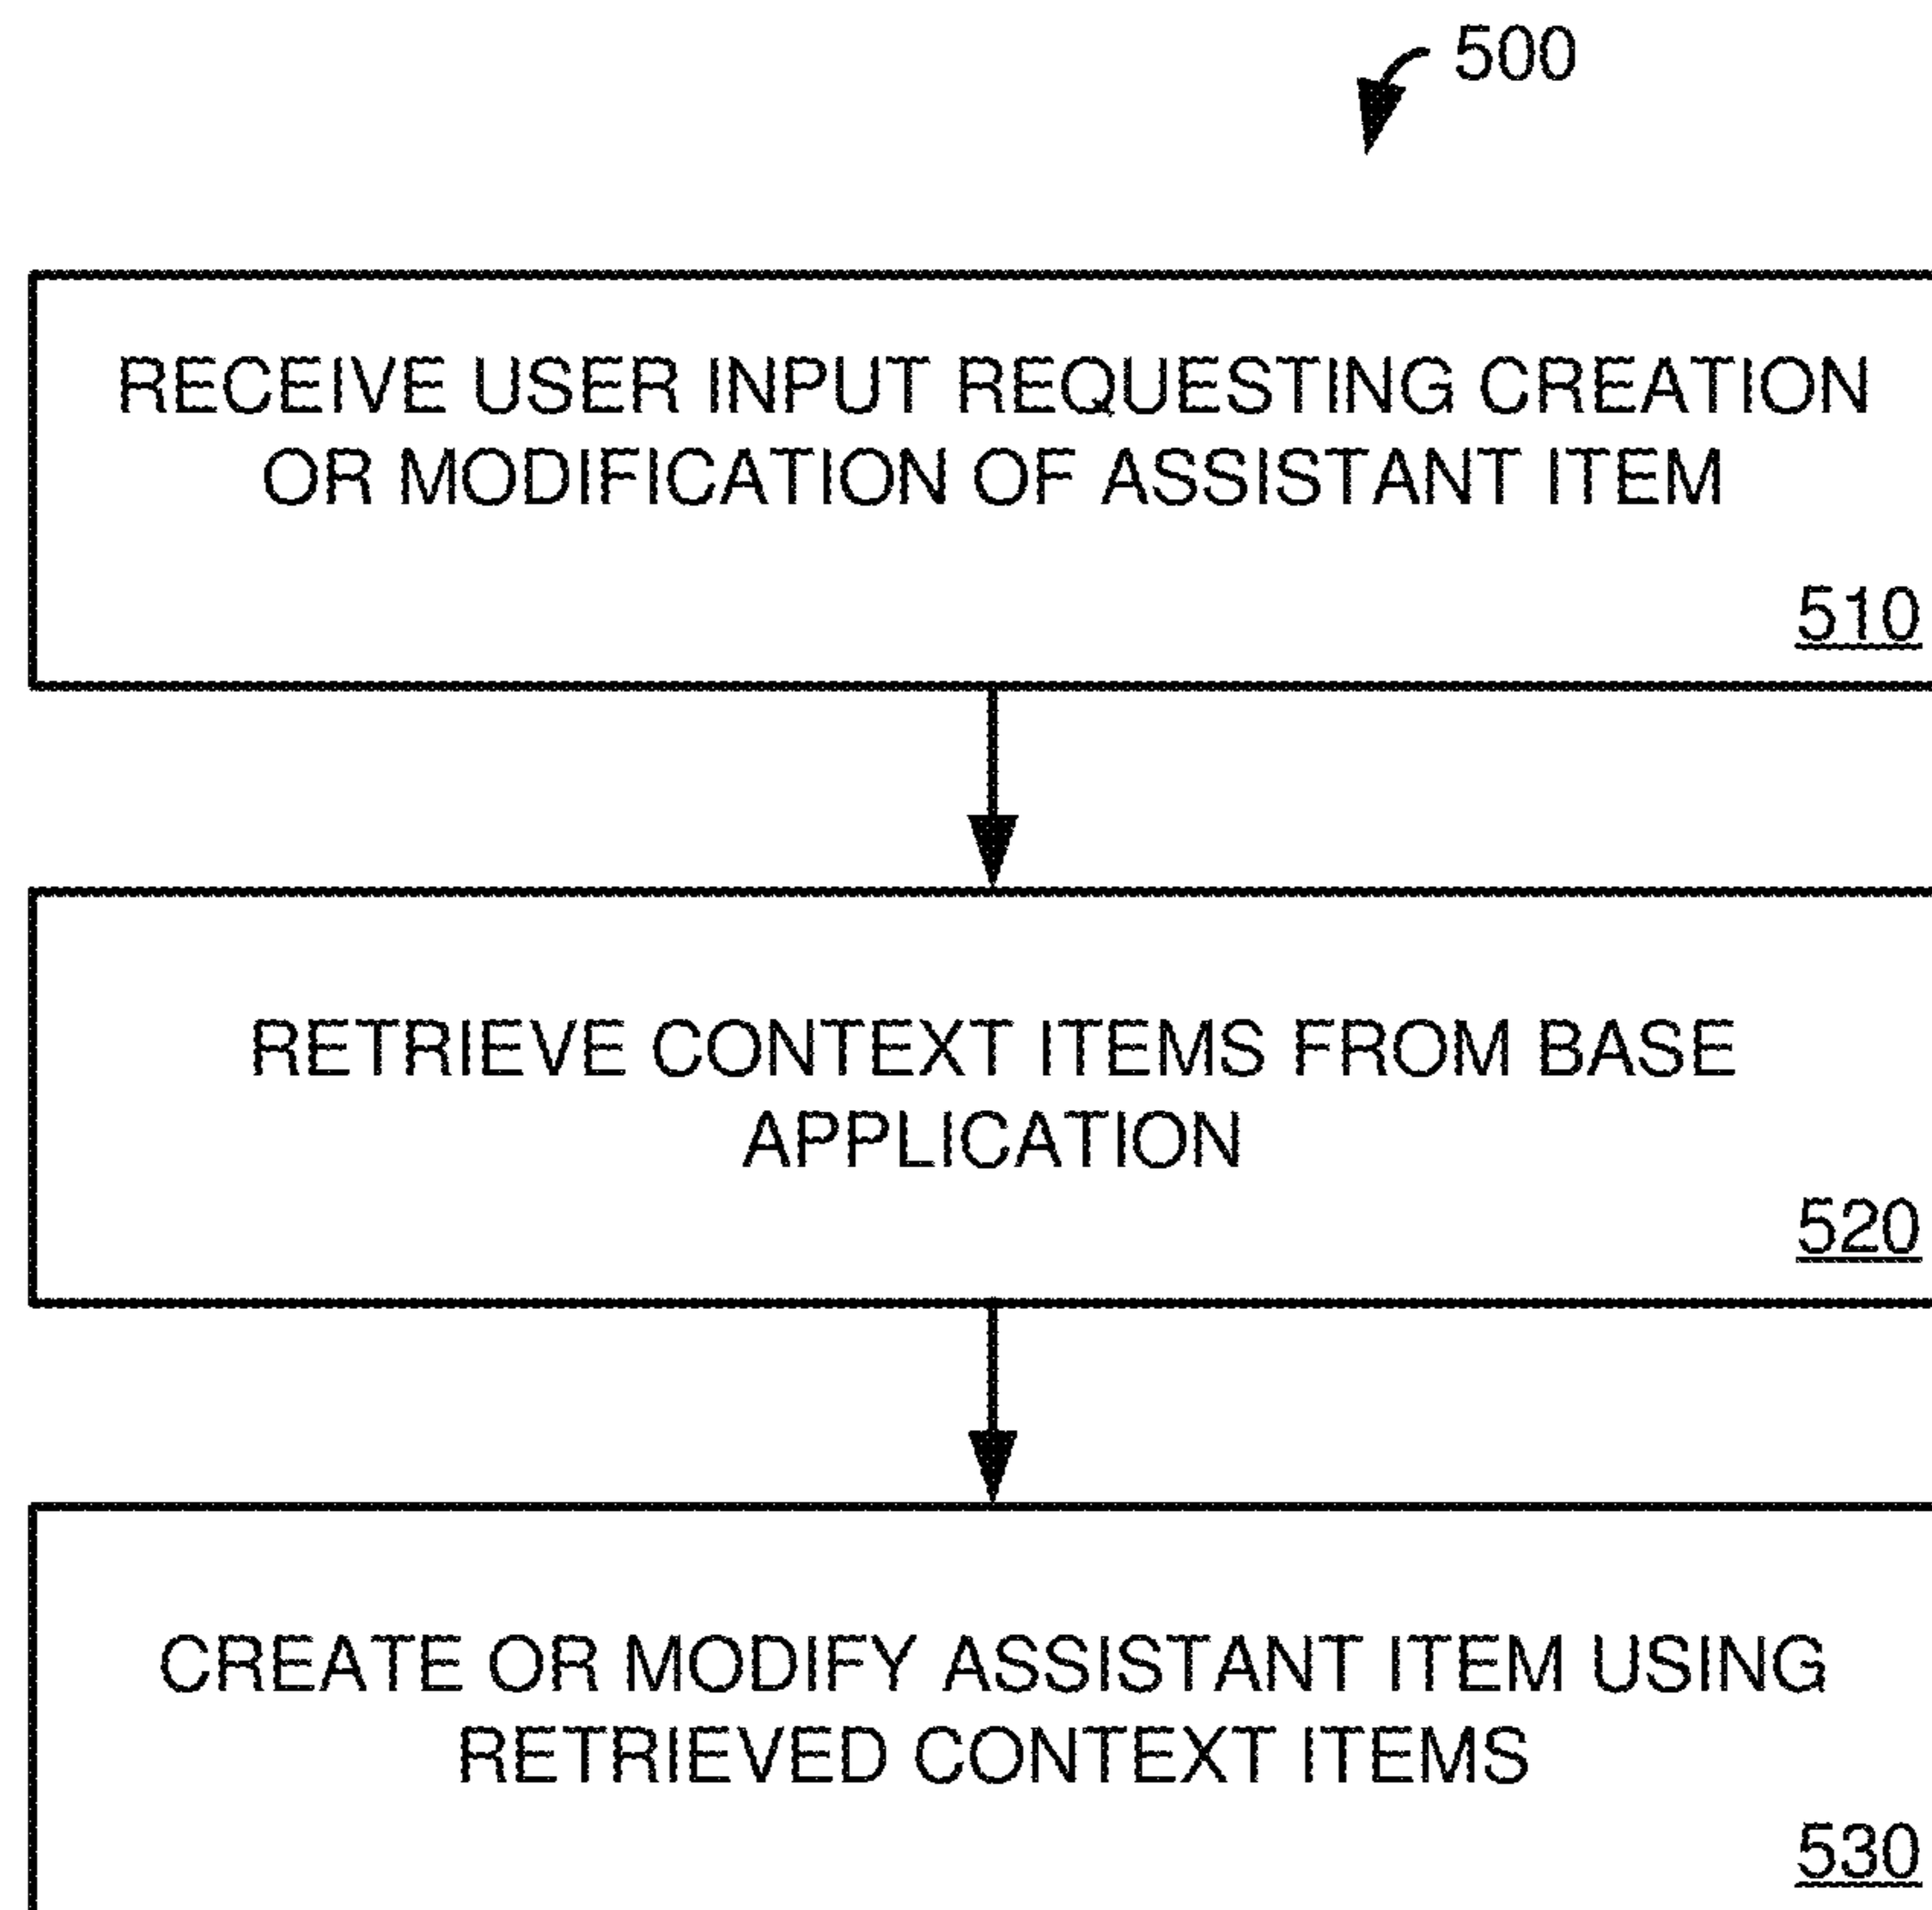 500
RECEIVE USER INPUT REQUESTING CREATION
OR MODIFICATION OF ASSISTANT ITEM
510
RETRIEVE CONTEXT ITEMS FROM BASE
APPLICATION
520
CREATE OR MODIFY ASSISTANT ITEM USING
RETRIEVED CONTEXT ITEMS
530